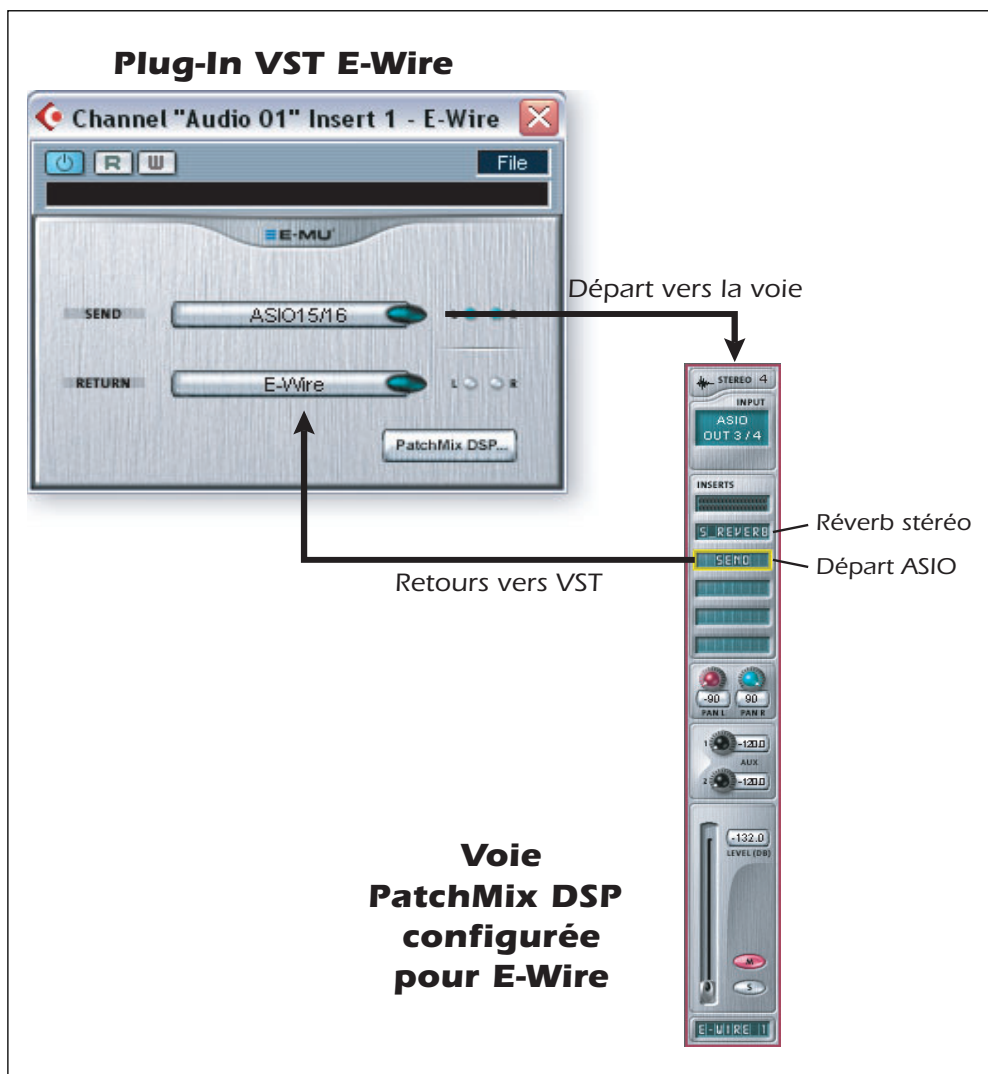 Plug-In VST E-Wire
Channel "Audio 01" Insert 1 - E-Wire
R W File
E-MU
SEND ASIO15/16
RETURN E-Wire L R
PatchMix DSP...
Départ vers la voie
STEREO 4
INPUT
ASIO
OUT 3/4
INSERTS
S_REVERB
Réverb stéréo
SEND
Départ ASIO
Retours vers VST
-90 90
PAN L PAN R
1 -120.0
AUX
2 -120.0
-132.0
LEVEL (DB)
Voie
PatchMix DSP
configurée
pour E-Wire
M
S
E-WIRE 1